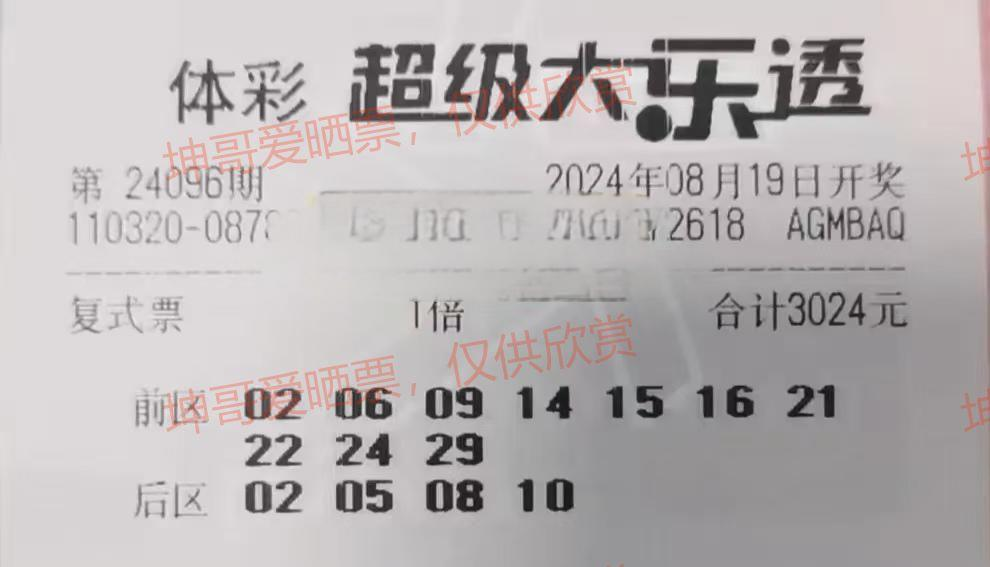 体彩 超级大乐透
坤哥爱晒票，仅供欣赏
第 24096期 2024年08月19日开奖
110320-087 2618 AGMBAQ
复式票 1倍 合计3024元
坤哥爱晒票，仅供欣赏
前区 02 06 09 14 15 16 21
22 24 29
后区 02 05 08 10